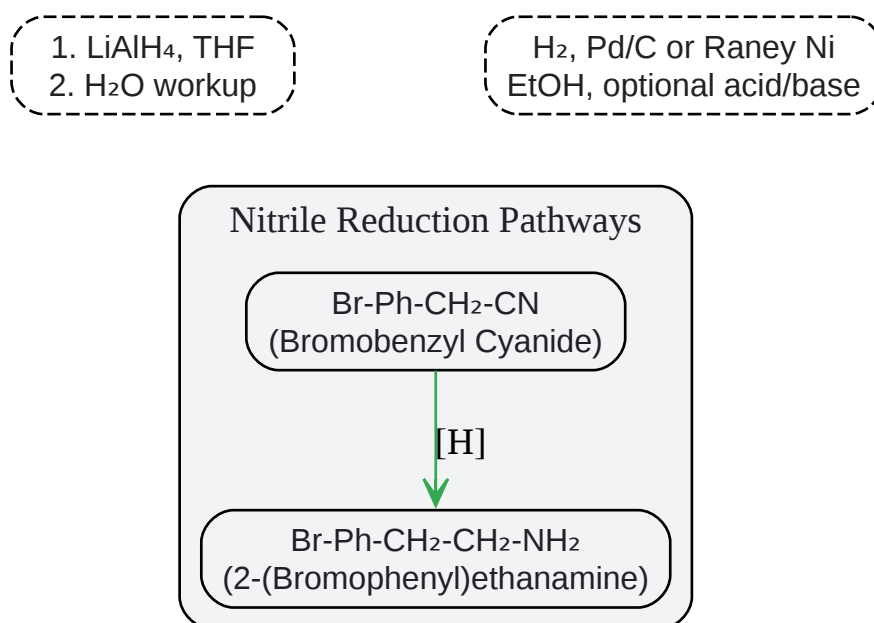 1. LiAlH₄, THF
2. H₂O workup
H₂, Pd/C or Raney Ni
EtOH, optional acid/base
Nitrile Reduction Pathways
Br-Ph-CH₂-CN
(Bromobenzyl Cyanide)
[H]
Br-Ph-CH₂-CH₂-NH₂
(2-(Bromophenyl)ethanamine)